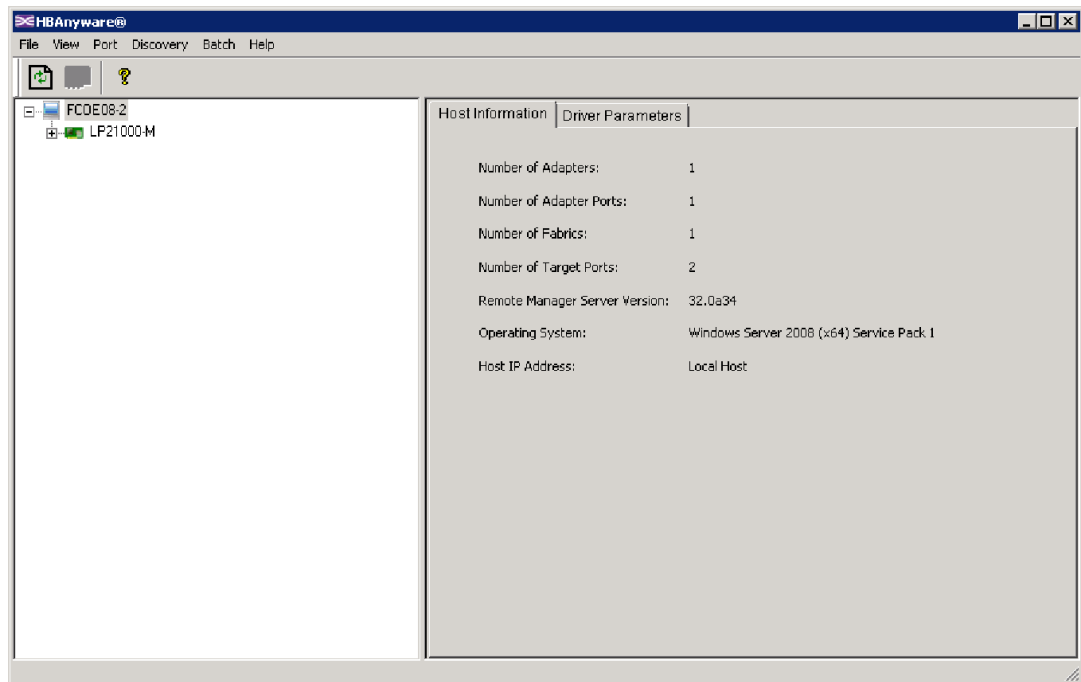 HBAnyware®
File View Port Discovery Batch Help
FCOE08-2
LP21000-M
Host Information Driver Parameters
Number of Adapters: 1
Number of Adapter Ports: 1
Number of Fabrics: 1
Number of Target Ports: 2
Remote Manager Server Version: 32.0a34
Operating System: Windows Server 2008 (x64) Service Pack 1
Host IP Address: Local Host